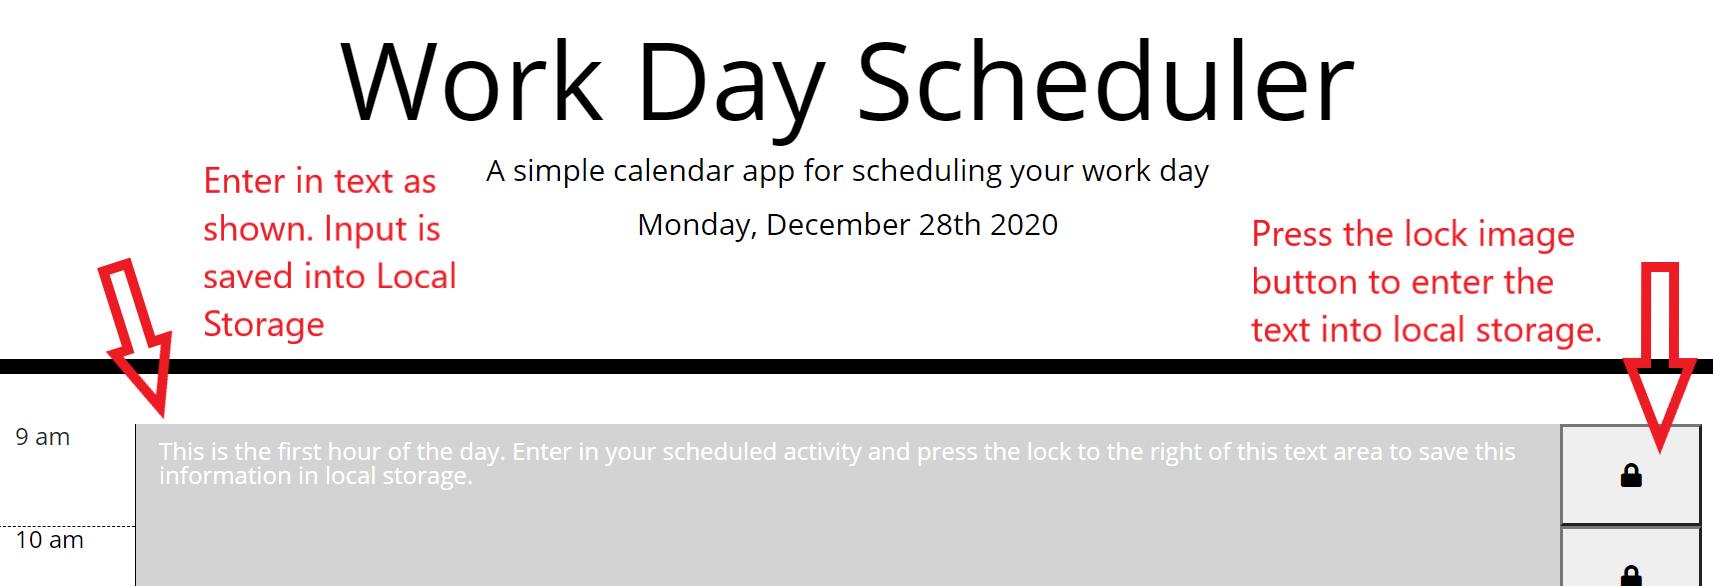 Work Day Scheduler
A simple calendar app for scheduling your work day
Monday, December 28th 2020
Enter in text as
shown. Input is
saved into Local
Storage
Press the lock image
button to enter the
text into local storage.
9 am
This is the first hour of the day. Enter in your scheduled activity and press the lock to the right of this text area to save this
information in local storage.
10 am